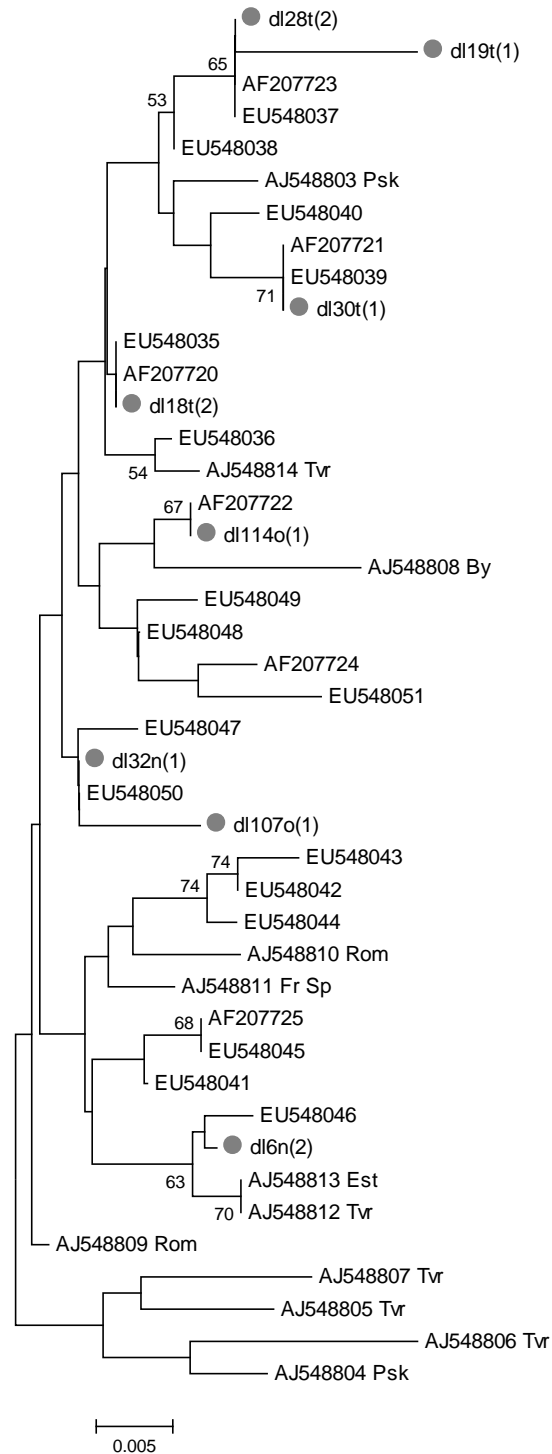 dl28t(2)
dl19t(1)
65
AF207723
53
EU548037
EU548038
AJ548803 Psk
EU548040
AF207721
EU548039
71
dl30t(1)
EU548035
AF207720
dl18t(2)
EU548036
54
AJ548814 Tvr
67
AF207722
dl114o(1)
AJ548808 By
EU548049
EU548048
AF207724
EU548051
EU548047
dl32n(1)
EU548050
dl107o(1)
74
EU548043
74
EU548042
EU548044
AJ548810 Rom
AJ548811 Fr Sp
68
AF207725
EU548045
EU548041
EU548046
dl6n(2)
63
AJ548813 Est
70
AJ548812 Tvr
AJ548809 Rom
AJ548807 Tvr
AJ548805 Tvr
AJ548806 Tvr
AJ548804 Psk
0.005